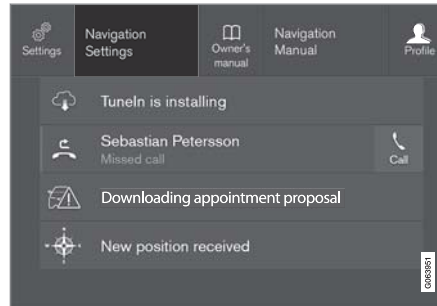 Settings
Navigation
Settings
Owner's
manual
Navigation
Manual
Profile
TuneIn is installing
Sebastian Petersson
Missed call
Call
Downloading appointment proposal
New position received
G063951